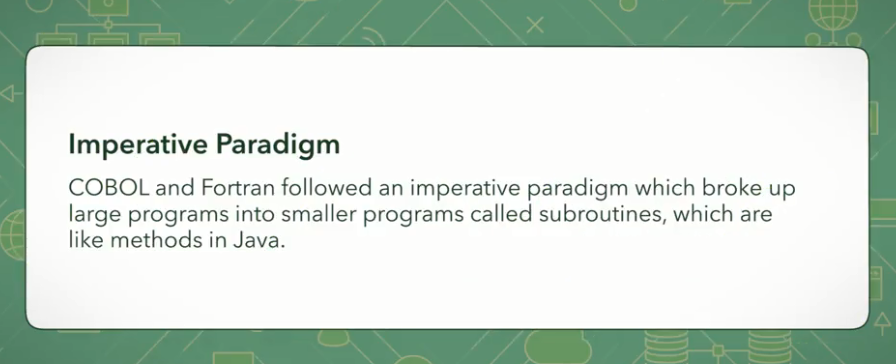 Imperative Paradigm
COBOL and Fortran followed an imperative paradigm which broke up
large programs into smaller programs called subroutines, which are
like methods in Java.